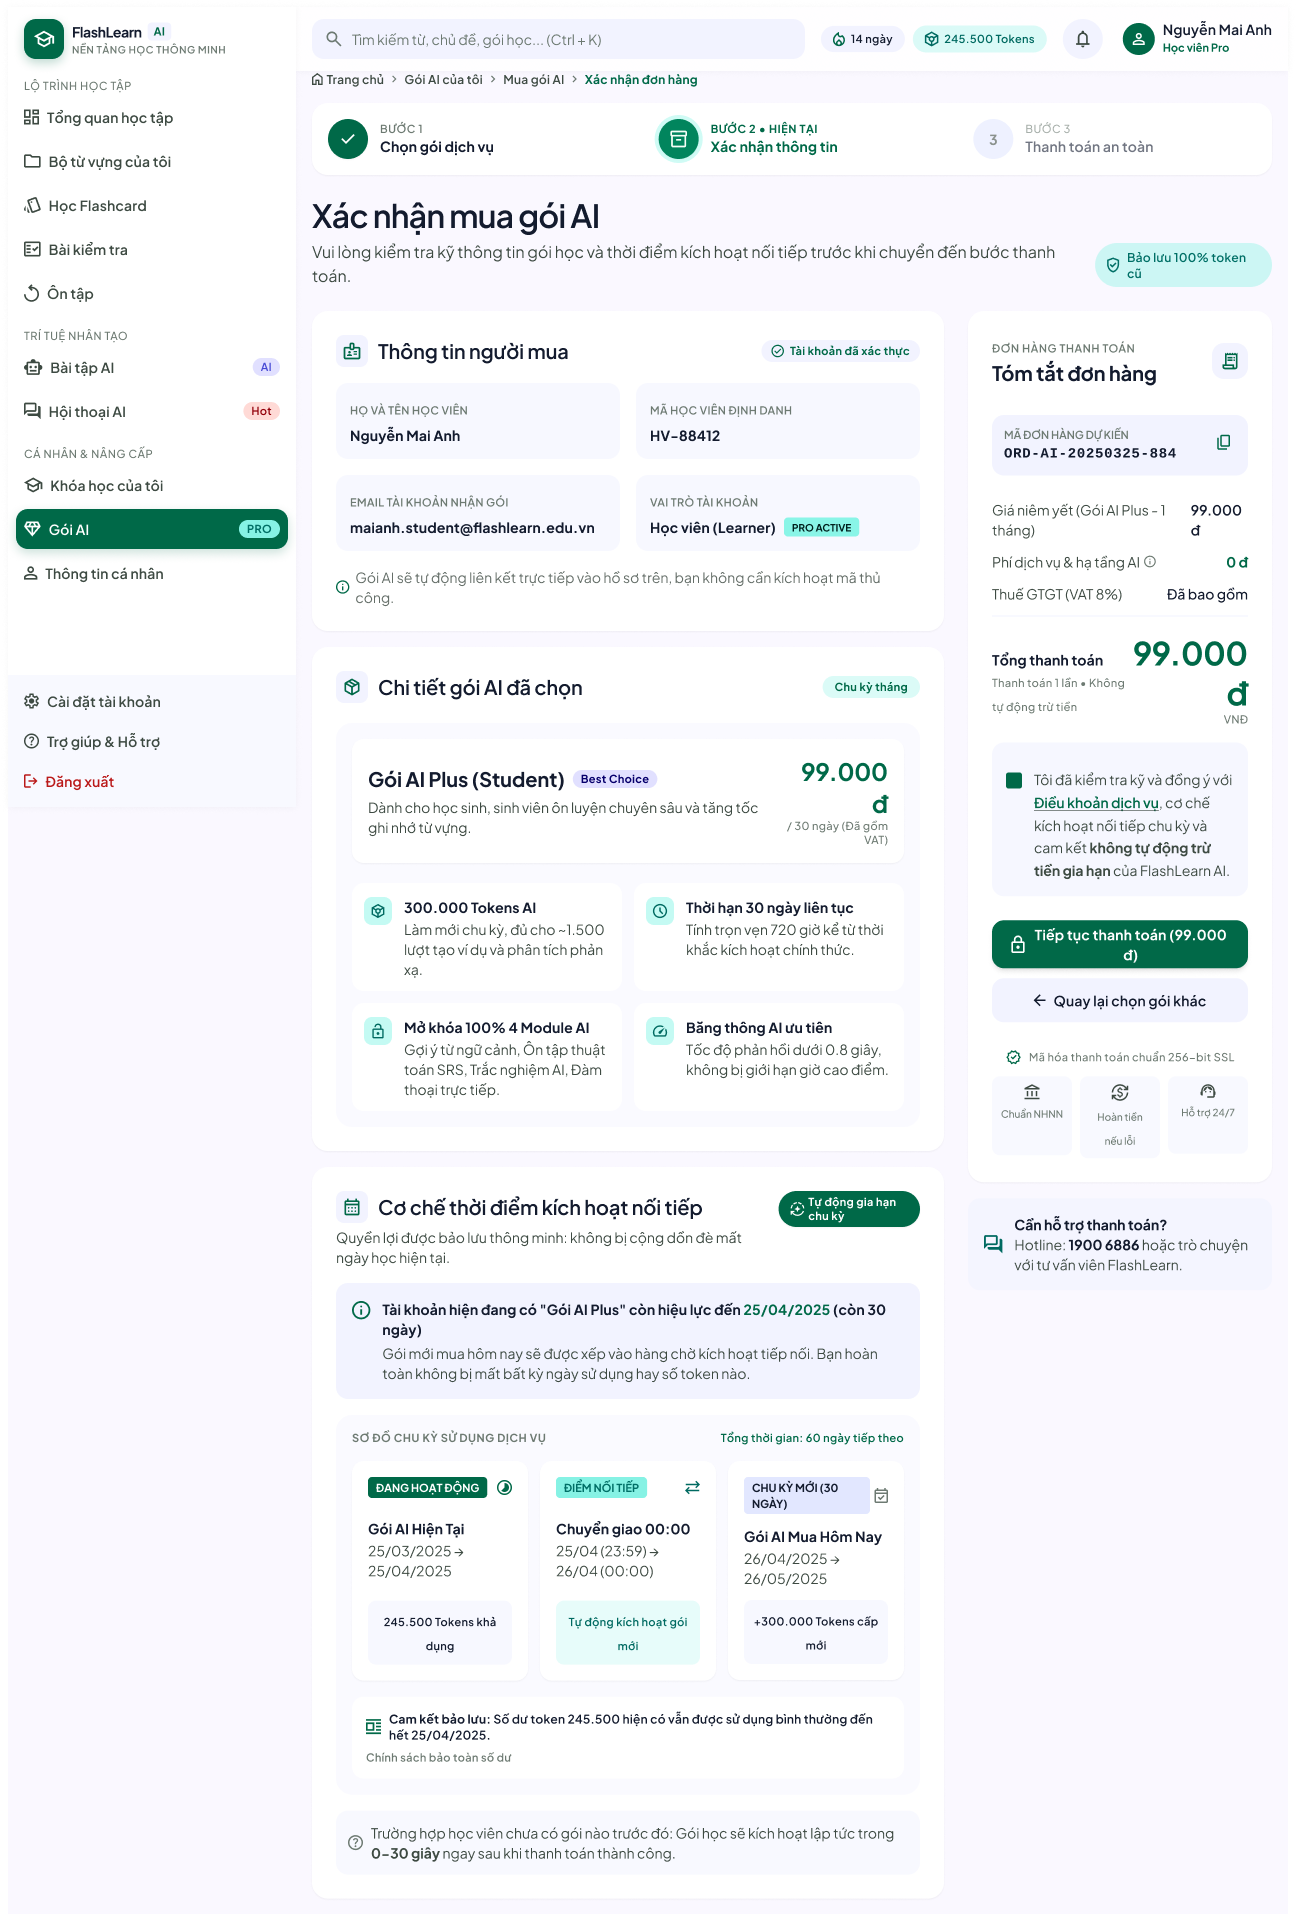 FlashLearn AI
NỀN TẢNG HỌC THÔNG MINH
LỘ TRÌNH HỌC TẬP
Tổng quan học tập
Bộ từ vựng của tôi
Học Flashcard
Bài kiểm tra
Ôn tập
TRÍ TUỆ NHÂN TẠO
Bài tập AI AI
Hội thoại AI Hot
CÁ NHÂN & NÂNG CẤP
Khóa học của tôi
Gói AI PRO
Thông tin cá nhân
Cài đặt tài khoản
Trợ giúp & Hỗ trợ
Đăng xuất
Tìm kiếm từ, chủ đề, gói học... (Ctrl + K)
14 ngày
245.500 Tokens
Nguyễn Mai Anh
Học viên Pro
Trang chủ > Gói AI của tôi > Mua gói AI > Xác nhận đơn hàng
BƯỚC 1
Chọn gói dịch vụ
BƯỚC 2 • HIỆN TẠI
Xác nhận thông tin
3
BƯỚC 3
Thanh toán an toàn
Xác nhận mua gói AI
Vui lòng kiểm tra kỹ thông tin gói học và thời điểm kích hoạt nối tiếp trước khi chuyển đến bước thanh
toán.
Bảo lưu 100% token
cũ
Thông tin người mua
Tài khoản đã xác thực
HỌ VÀ TÊN HỌC VIÊN
Nguyễn Mai Anh
MÃ HỌC VIÊN ĐỊNH DANH
HV-88412
EMAIL TÀI KHOẢN NHẬN GÓI
maianh.student@flashlearn.edu.vn
VAI TRÒ TÀI KHOẢN
Học viên (Learner) PRO ACTIVE
Gói AI sẽ tự động liên kết trực tiếp vào hồ sơ trên, bạn không cần kích hoạt mã thủ
công.
Chi tiết gói AI đã chọn
Chu kỳ tháng
Gói AI Plus (Student) Best Choice
Dành cho học sinh, sinh viên ôn luyện chuyên sâu và tăng tốc
ghi nhớ từ vựng.
99.000
đ
/ 30 ngày (Đã gồm
VAT)
300.000 Tokens AI
Làm mới chu kỳ, đủ cho ~1.500
lượt tạo ví dụ và phân tích phản
xạ.
Thời hạn 30 ngày liên tục
Tính trọn vẹn 720 giờ kể từ thời
khắc kích hoạt chính thức.
Mở khóa 100% 4 Module AI
Gợi ý từ ngữ cảnh, Ôn tập thuật
toán SRS, Trắc nghiệm AI, Đàm
thoại trực tiếp.
Băng thông AI ưu tiên
Tốc độ phản hồi dưới 0.8 giây,
không bị giới hạn giờ cao điểm.
Cơ chế thời điểm kích hoạt nối tiếp
Quyền lợi được bảo lưu thông minh: không bị cộng dồn đè mất
ngày học hiện tại.
Tự động gia hạn
chu kỳ
Tài khoản hiện đang có "Gói AI Plus" còn hiệu lực đến 25/04/2025 (còn 30
ngày)
Gói mới mua hôm nay sẽ được xếp vào hàng chờ kích hoạt tiếp nối. Bạn hoàn
toàn không bị mất bất kỳ ngày sử dụng hay số token nào.
SƠ ĐỒ CHU KỲ SỬ DỤNG DỊCH VỤ
Tổng thời gian: 60 ngày tiếp theo
ĐANG HOẠT ĐỘNG
Gói AI Hiện Tại
25/03/2025 →
25/04/2025
245.500 Tokens khả
dụng
ĐIỂM NỐI TIẾP
Chuyển giao 00:00
25/04 (23:59) →
26/04 (00:00)
Tự động kích hoạt gói
mới
CHU KỲ MỚI (30
NGÀY)
Gói AI Mua Hôm Nay
26/04/2025 →
26/05/2025
+300.000 Tokens cấp
mới
Cam kết bảo lưu: Số dư token 245.500 hiện có vẫn được sử dụng bình thường đến
hết 25/04/2025.
Chính sách bảo toàn số dư
Trường hợp học viên chưa có gói nào trước đó: Gói học sẽ kích hoạt lập tức trong
0-30 giây ngay sau khi thanh toán thành công.
ĐƠN HÀNG THANH TOÁN
Tóm tắt đơn hàng
MÃ ĐƠN HÀNG DỰ KIẾN
ORD-AI-20250325-884
Giá niêm yết (Gói AI Plus - 1
tháng)
99.000
đ
Phí dịch vụ & hạ tầng AI 0 đ
Thuế GTGT (VAT 8%) Đã bao gồm
Tổng thanh toán
Thanh toán 1 lần • Không
tự động trừ tiền
99.000
đ
VNĐ
Tôi đã kiểm tra kỹ và đồng ý với
Điều khoản dịch vụ, cơ chế
kích hoạt nối tiếp chu kỳ và
cam kết không tự động trừ
tiền gia hạn của FlashLearn AI.
Tiếp tục thanh toán (99.000
đ)
← Quay lại chọn gói khác
Mã hóa thanh toán chuẩn 256-bit SSL
Chuẩn NHNN
Hoàn tiền
nếu lỗi
Hỗ trợ 24/7
Cần hỗ trợ thanh toán?
Hotline: 1900 6886 hoặc trò chuyện
với tư vấn viên FlashLearn.